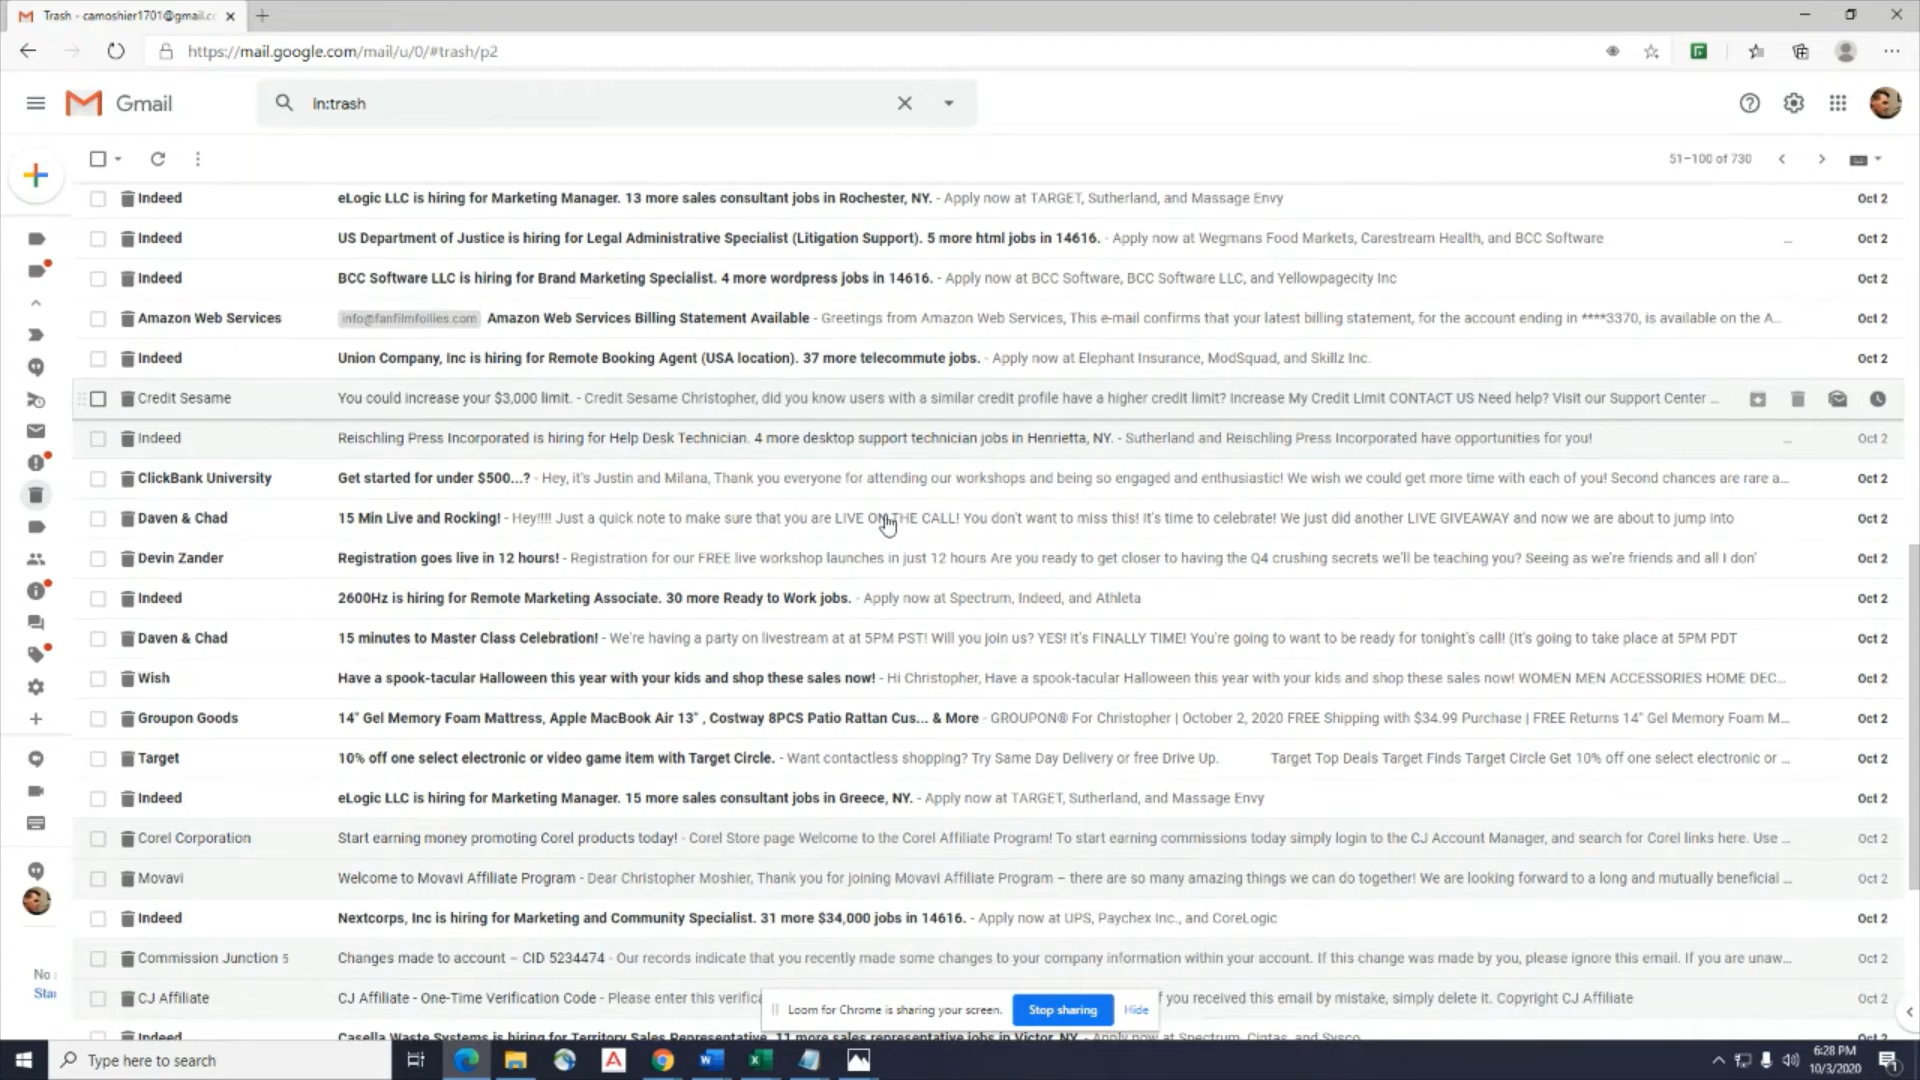 Trash - camoshier1701@gmail.c
https://mail.google.com/mail/u/0/#trash/p2
Gmail
in:trash
51–100 of 730
Indeed eLogic LLC is hiring for Marketing Manager. 13 more sales consultant jobs in Rochester, NY. - Apply now at TARGET, Sutherland, and Massage Envy Oct 2
Indeed US Department of Justice is hiring for Legal Administrative Specialist (Litigation Support). 5 more html jobs in 14616. - Apply now at Wegmans Food Markets, Carestream Health, and BCC Software ... Oct 2
Indeed BCC Software LLC is hiring for Brand Marketing Specialist. 4 more wordpress jobs in 14616. - Apply now at BCC Software, BCC Software LLC, and Yellowpagecity Inc Oct 2
Amazon Web Services info@fanfilmfollies.com Amazon Web Services Billing Statement Available - Greetings from Amazon Web Services, This e-mail confirms that your latest billing statement, for the account ending in ****3370, is available on the A... Oct 2
Indeed Union Company, Inc is hiring for Remote Booking Agent (USA location). 37 more telecommute jobs. - Apply now at Elephant Insurance, ModSquad, and Skillz Inc. Oct 2
Credit Sesame You could increase your $3,000 limit. - Credit Sesame Christopher, did you know users with a similar credit profile have a higher credit limit? Increase My Credit Limit CONTACT US Need help? Visit our Support Center ...
Indeed Reischling Press Incorporated is hiring for Help Desk Technician. 4 more desktop support technician jobs in Henrietta, NY. - Sutherland and Reischling Press Incorporated have opportunities for you! ... Oct 2
ClickBank University Get started for under $500...? - Hey, it's Justin and Milana, Thank you everyone for attending our workshops and being so engaged and enthusiastic! We wish we could get more time with each of you! Second chances are rare a... Oct 2
Daven & Chad 15 Min Live and Rocking! - Hey!!!! Just a quick note to make sure that you are LIVE ON THE CALL! You don't want to miss this! It's time to celebrate! We just did another LIVE GIVEAWAY and now we are about to jump into Oct 2
Devin Zander Registration goes live in 12 hours! - Registration for our FREE live workshop launches in just 12 hours Are you ready to get closer to having the Q4 crushing secrets we'll be teaching you? Seeing as we're friends and all I don' Oct 2
Indeed 2600Hz is hiring for Remote Marketing Associate. 30 more Ready to Work jobs. - Apply now at Spectrum, Indeed, and Athleta Oct 2
Daven & Chad 15 minutes to Master Class Celebration! - We're having a party on livestream at at 5PM PST! Will you join us? YES! It's FINALLY TIME! You're going to want to be ready for tonight's call! (It's going to take place at 5PM PDT Oct 2
Wish Have a spook-tacular Halloween this year with your kids and shop these sales now! - Hi Christopher, Have a spook-tacular Halloween this year with your kids and shop these sales now! WOMEN MEN ACCESSORIES HOME DEC... Oct 2
Groupon Goods 14" Gel Memory Foam Mattress, Apple MacBook Air 13" , Costway 8PCS Patio Rattan Cus... & More - GROUPON® For Christopher | October 2, 2020 FREE Shipping with $34.99 Purchase | FREE Returns 14" Gel Memory Foam M... Oct 2
Target 10% off one select electronic or video game item with Target Circle. - Want contactless shopping? Try Same Day Delivery or free Drive Up. Target Top Deals Target Finds Target Circle Get 10% off one select electronic or ... Oct 2
Indeed eLogic LLC is hiring for Marketing Manager. 15 more sales consultant jobs in Greece, NY. - Apply now at TARGET, Sutherland, and Massage Envy Oct 2
Corel Corporation Start earning money promoting Corel products today! - Corel Store page Welcome to the Corel Affiliate Program! To start earning commissions today simply login to the CJ Account Manager, and search for Corel links here. Use ... Oct 2
Movavi Welcome to Movavi Affiliate Program - Dear Christopher Moshier, Thank you for joining Movavi Affiliate Program – there are so many amazing things we can do together! We are looking forward to a long and mutually beneficial ... Oct 2
Indeed Nextcorps, Inc is hiring for Marketing and Community Specialist. 31 more $34,000 jobs in 14616. - Apply now at UPS, Paychex Inc., and CoreLogic Oct 2
Commission Junction 5 Changes made to account – CID 5234474 - Our records indicate that you recently made some changes to your company information within your account. If this change was made by you, please ignore this email. If you are unaw... Oct 2
No
Star
CJ Affiliate CJ Affiliate - One-Time Verification Code - Please enter this verifica f you received this email by mistake, simply delete it. Copyright CJ Affiliate Oct 2
Loom for Chrome is sharing your screen. Stop sharing Hide
Indeed Casella Waste Systems is hiring for Territory Sales Representative. 11 more sales representative jobs in Victor, NY. - Apply now at Spectrum, Cintas, and Sysco Oct 2
Type here to search
6:28 PM
10/3/2020